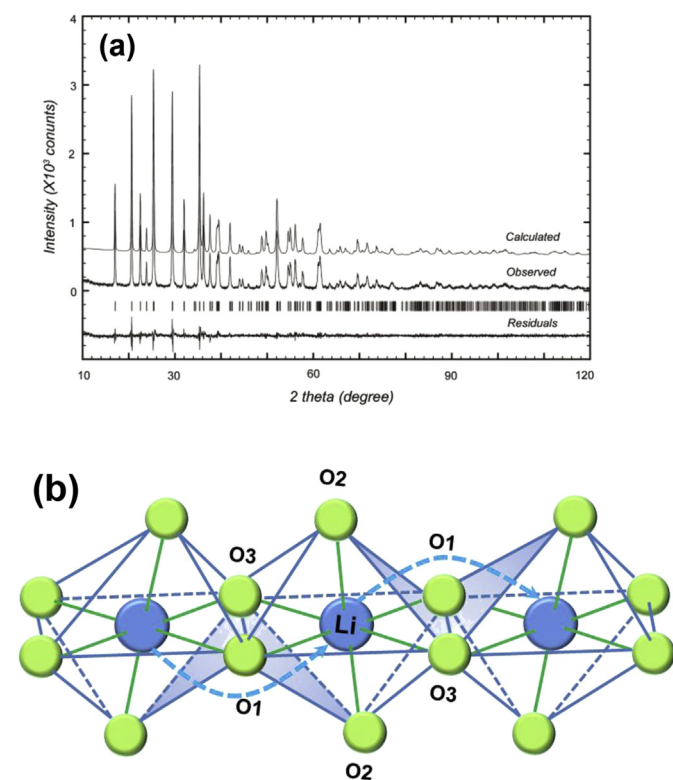 (a)
4
3
2
1
0
Intensity (X10³ conunts)
Calculated
Observed
Residuals
10 30 60 90 120
2 theta (degree)
(b)
O2
O3 O1
Li
O1 O3
O2